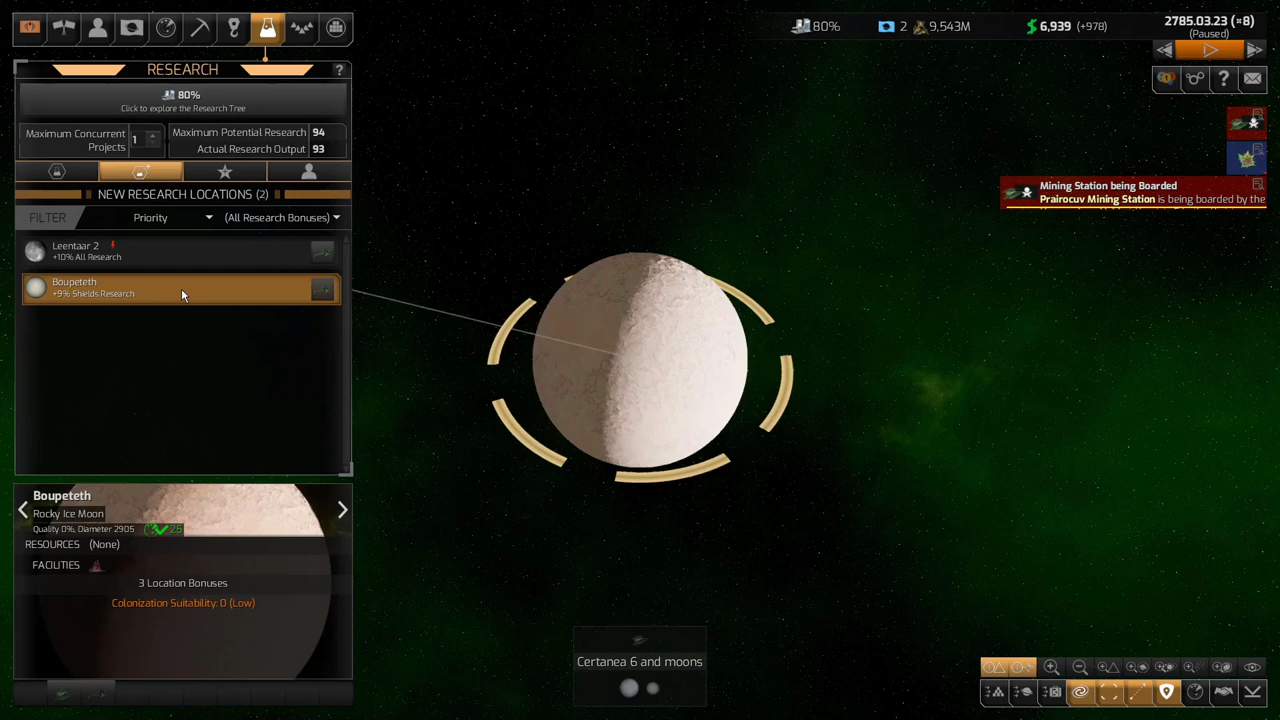 80%
2
9,543M
6,939 (+978)
2785.03.23 (×8)
(Paused)
RESEARCH
?
80%
Click to explore the Research Tree
Maximum Concurrent
Projects
1
Maximum Potential Research 94
Actual Research Output 93
NEW RESEARCH LOCATIONS (2)
FILTER
Priority
(All Research Bonuses)
Leentaar 2
+10% All Research
Boupeteth
+9% Shields Research
Mining Station being Boarded
Prairocuv Mining Station is being boarded by the
Boupeteth
Rocky Ice Moon
Quality 0%, Diameter 2905
25
RESOURCES (None)
FACILITIES
3 Location Bonuses
Colonization Suitability: 0 (Low)
Certanea 6 and moons
?